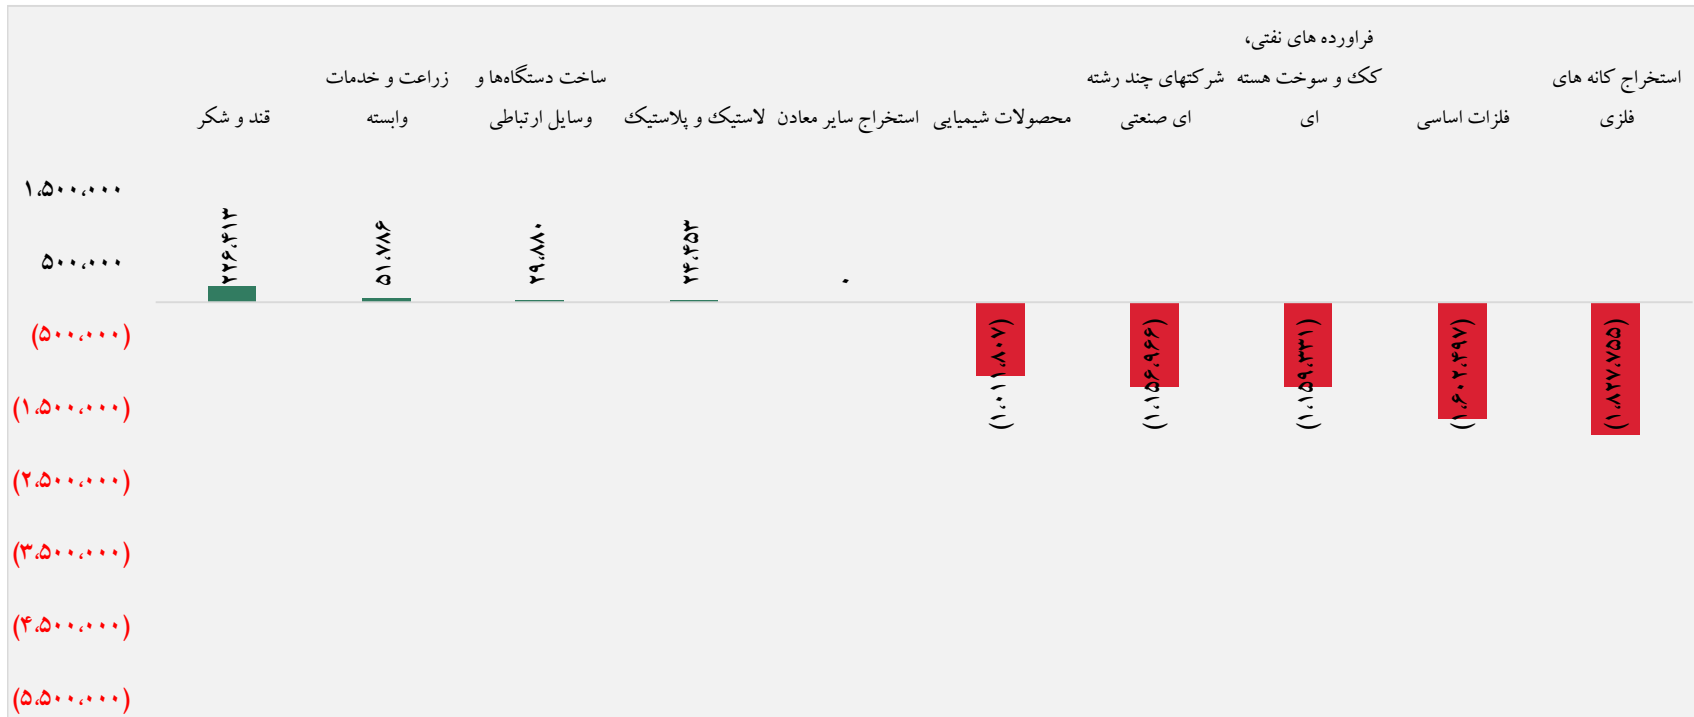 فراورده های نفتی،
ساخت دستگاه‌ها و زراعت و خدمات
استخراج کانه های
کک و سوخت هسته
شرکتهای چند رشته
فلزی
فلزات اساسی
ای
ای صنعتی
محصولات شیمیایی
استخراج سایر معادن
لاستیک و پلاستیک
وسایل ارتباطی
وابسته
قند و شکر
۱،۵۰۰،۰۰۰
۵۰۰،۰۰۰
(۵۰۰،۰۰۰)
(۱،۵۰۰،۰۰۰)
(۲،۵۰۰،۰۰۰)
(۳،۵۰۰،۰۰۰)
(۴،۵۰۰،۰۰۰)
(۵،۵۰۰،۰۰۰)
۲۲۶،۴۱۳
۵۱،۷۸۶
۲۹،۸۸۰
۲۴،۴۵۳
۰
(۱،۰۱۱،۸۰۷)
(۱،۱۵۶،۹۶۶)
(۱،۱۵۹،۳۳۱)
(۱،۶۰۲،۴۹۷)
(۱،۸۲۷،۷۵۵)